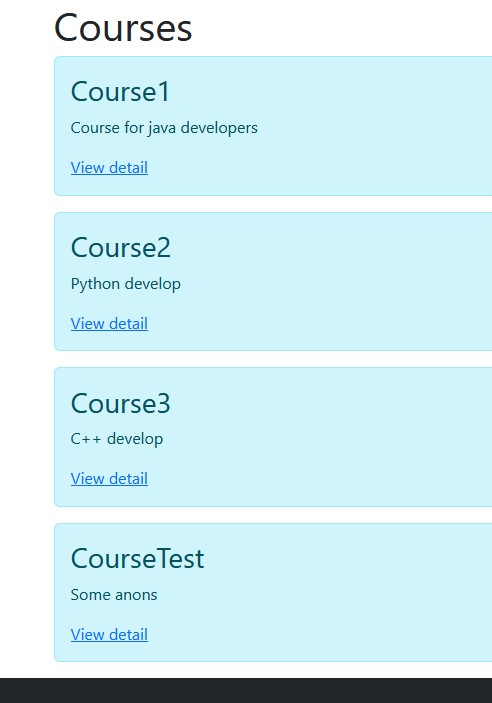 Courses
Course1
Course for java developers
View detail
Course2
Python develop
View detail
Course3
C++ develop
View detail
CourseTest
Some anons
View detail